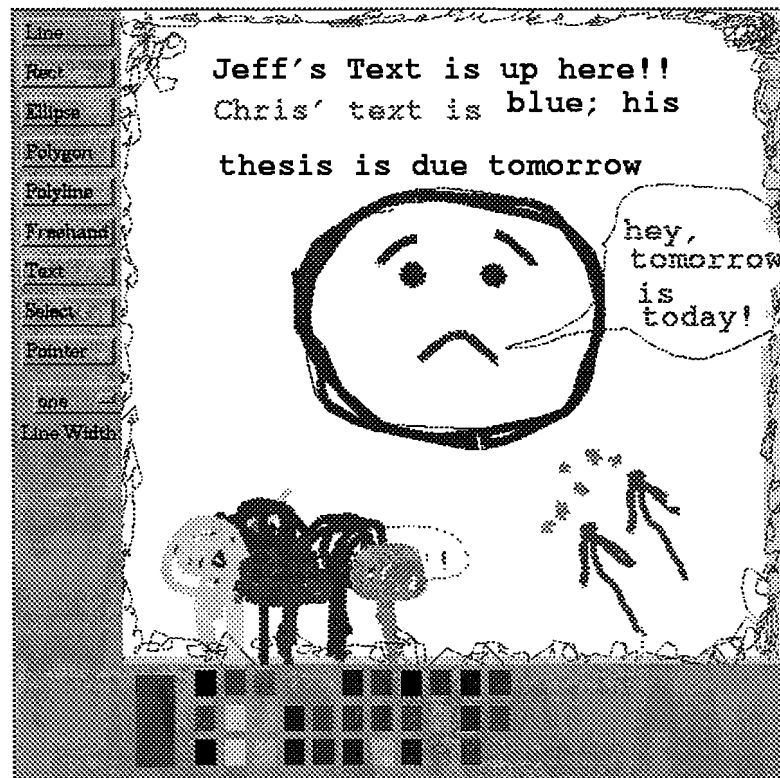 Line
Rect
Ellipse
Polygon
Polyline
Freehand
Text
Select
Pointer
one
Line Width
Jeff's Text is up here!!
Chris' text is blue; his
thesis is due tomorrow
hey,
tomorrow
is
today!
!